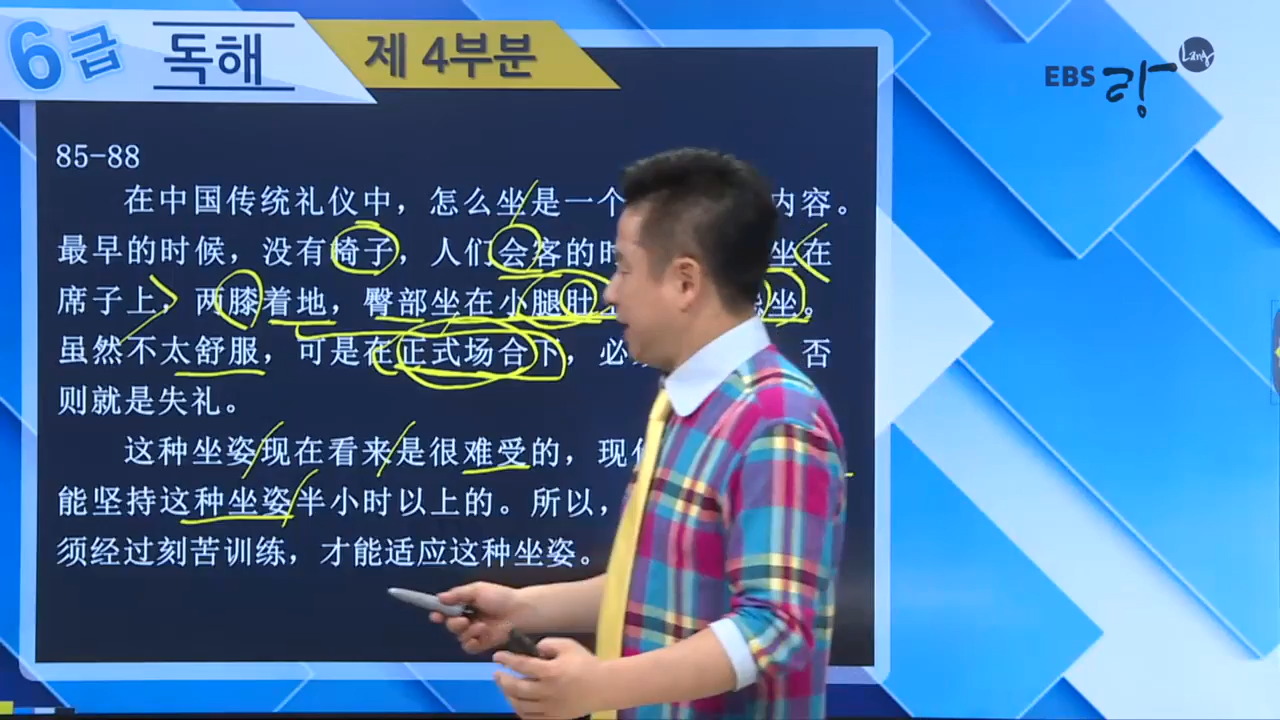 6급 독해 제 4부분
EBS 랑 Lang
85-88
在中国传统礼仪中，怎么坐是一个 内容。
最早的时候，没有椅子，人们会客的时 坐在
席子上，两膝着地，臀部坐在小腿肚 坐。
虽然不太舒服，可是在正式场合下，必 否
则就是失礼。
这种坐姿现在看来是很难受的，现
能坚持这种坐姿半小时以上的。所以，
须经过刻苦训练，才能适应这种坐姿。